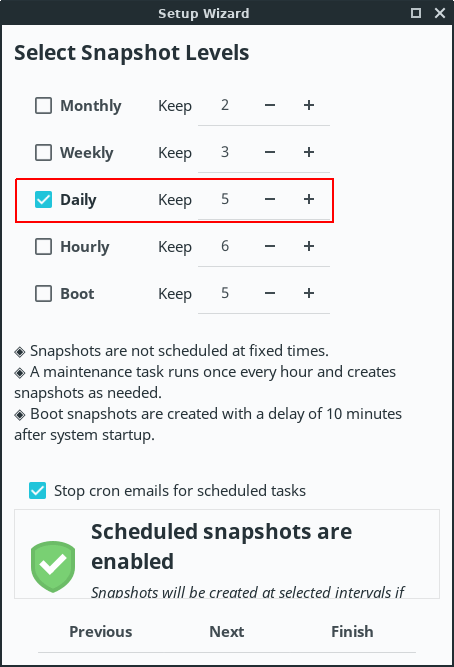 Setup Wizard
Select Snapshot Levels
Monthly Keep 2 − +
Weekly Keep 3 − +
Daily Keep 5 − +
Hourly Keep 6 − +
Boot Keep 5 − +
◈ Snapshots are not scheduled at fixed times.
◈ A maintenance task runs once every hour and creates
snapshots as needed.
◈ Boot snapshots are created with a delay of 10 minutes
after system startup.
Stop cron emails for scheduled tasks
Scheduled snapshots are
enabled
Snapshots will be created at selected intervals if
Previous Next Finish